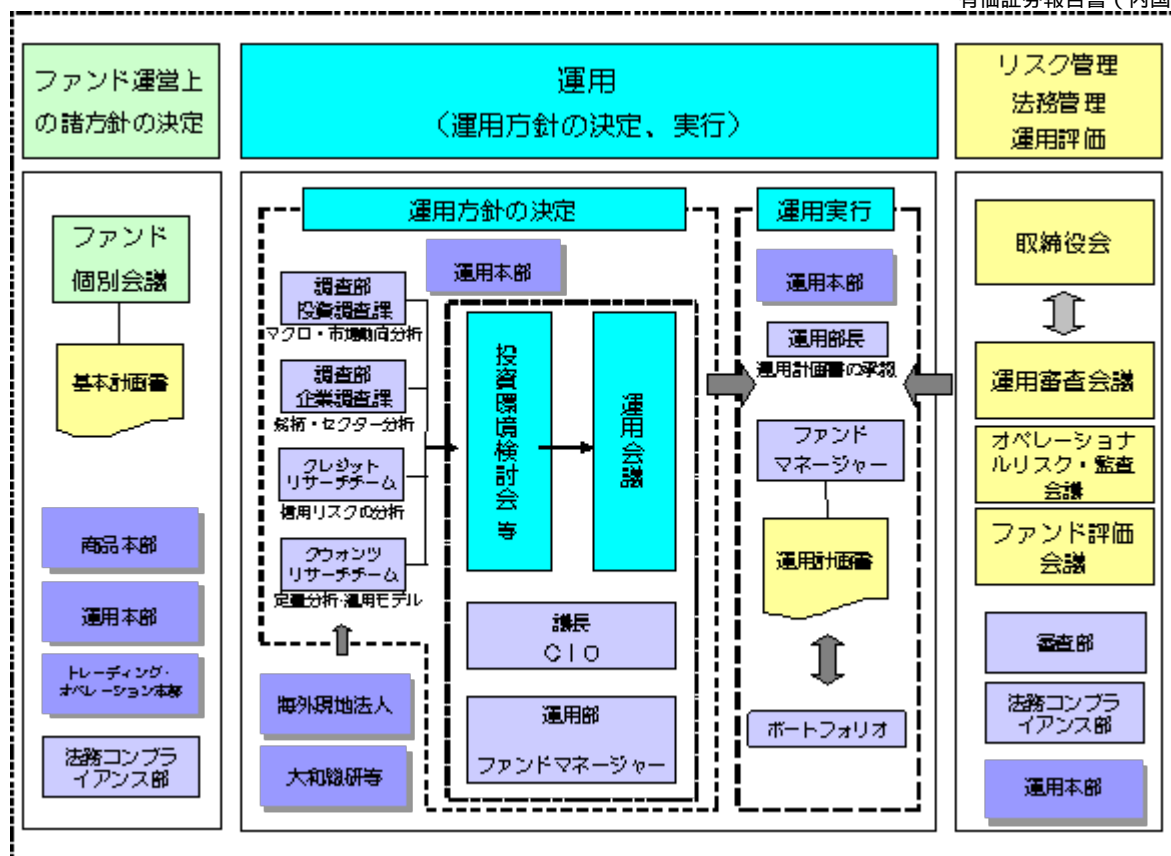 有価証券報告書（内国
ファンド運営上
の諸方針の決定
運用
（運用方針の決定、実行）
リスク管理
法務管理
運用評価
ファンド
個別会議
基本計画書
商品本部
運用本部
トレーディング・
オペレーション本部
法務コンプラ
イアンス部
運用方針の決定
運用本部
調査部
投資調査課
マクロ・市場動向分析
調査部
企業調査課
銘柄・セクター分析
クレジット
リサーチチーム
信用リスクの分析
クウォンツ
リサーチチーム
定量分析・運用モデル
海外現地法人
大和総研等
投資環境検討会 等
運用会議
議長
ＣＩＯ
運用部
ファンドマネージャー
運用実行
運用本部
運用部長
運用計画書の承認
ファンド
マネージャー
運用計画書
ポートフォリオ
取締役会
運用審査会議
オペレーショナ
ルリスク・監査
会議
ファンド評価
会議
審査部
法務コンプラ
イアンス部
運用本部